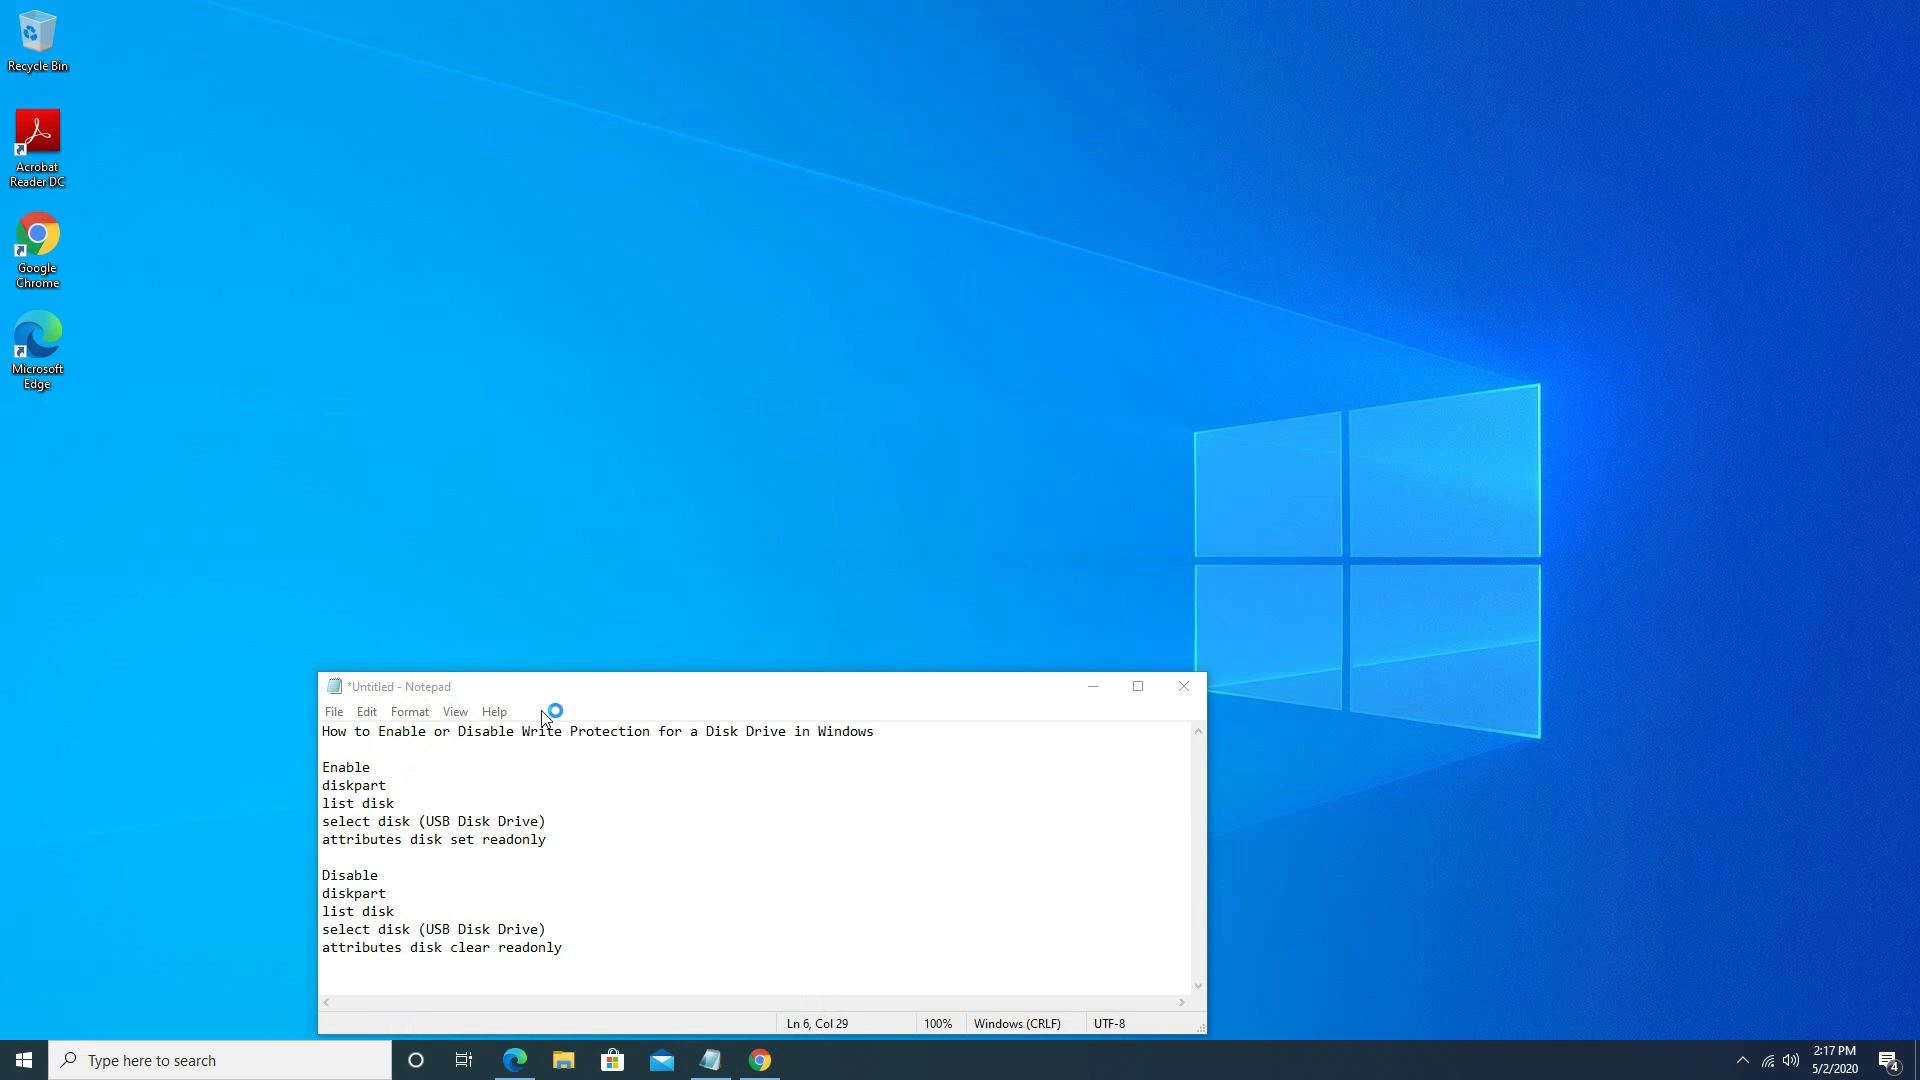 Recycle Bin
Acrobat
Reader DC
Google
Chrome
Microsoft
Edge
*Untitled - Notepad
File Edit Format View Help
How to Enable or Disable Write Protection for a Disk Drive in Windows
Enable
diskpart
list disk
select disk (USB Disk Drive)
attributes disk set readonly
Disable
diskpart
list disk
select disk (USB Disk Drive)
attributes disk clear readonly
Ln 6, Col 29 100% Windows (CRLF) UTF-8
Type here to search
2:17 PM
5/2/2020
4